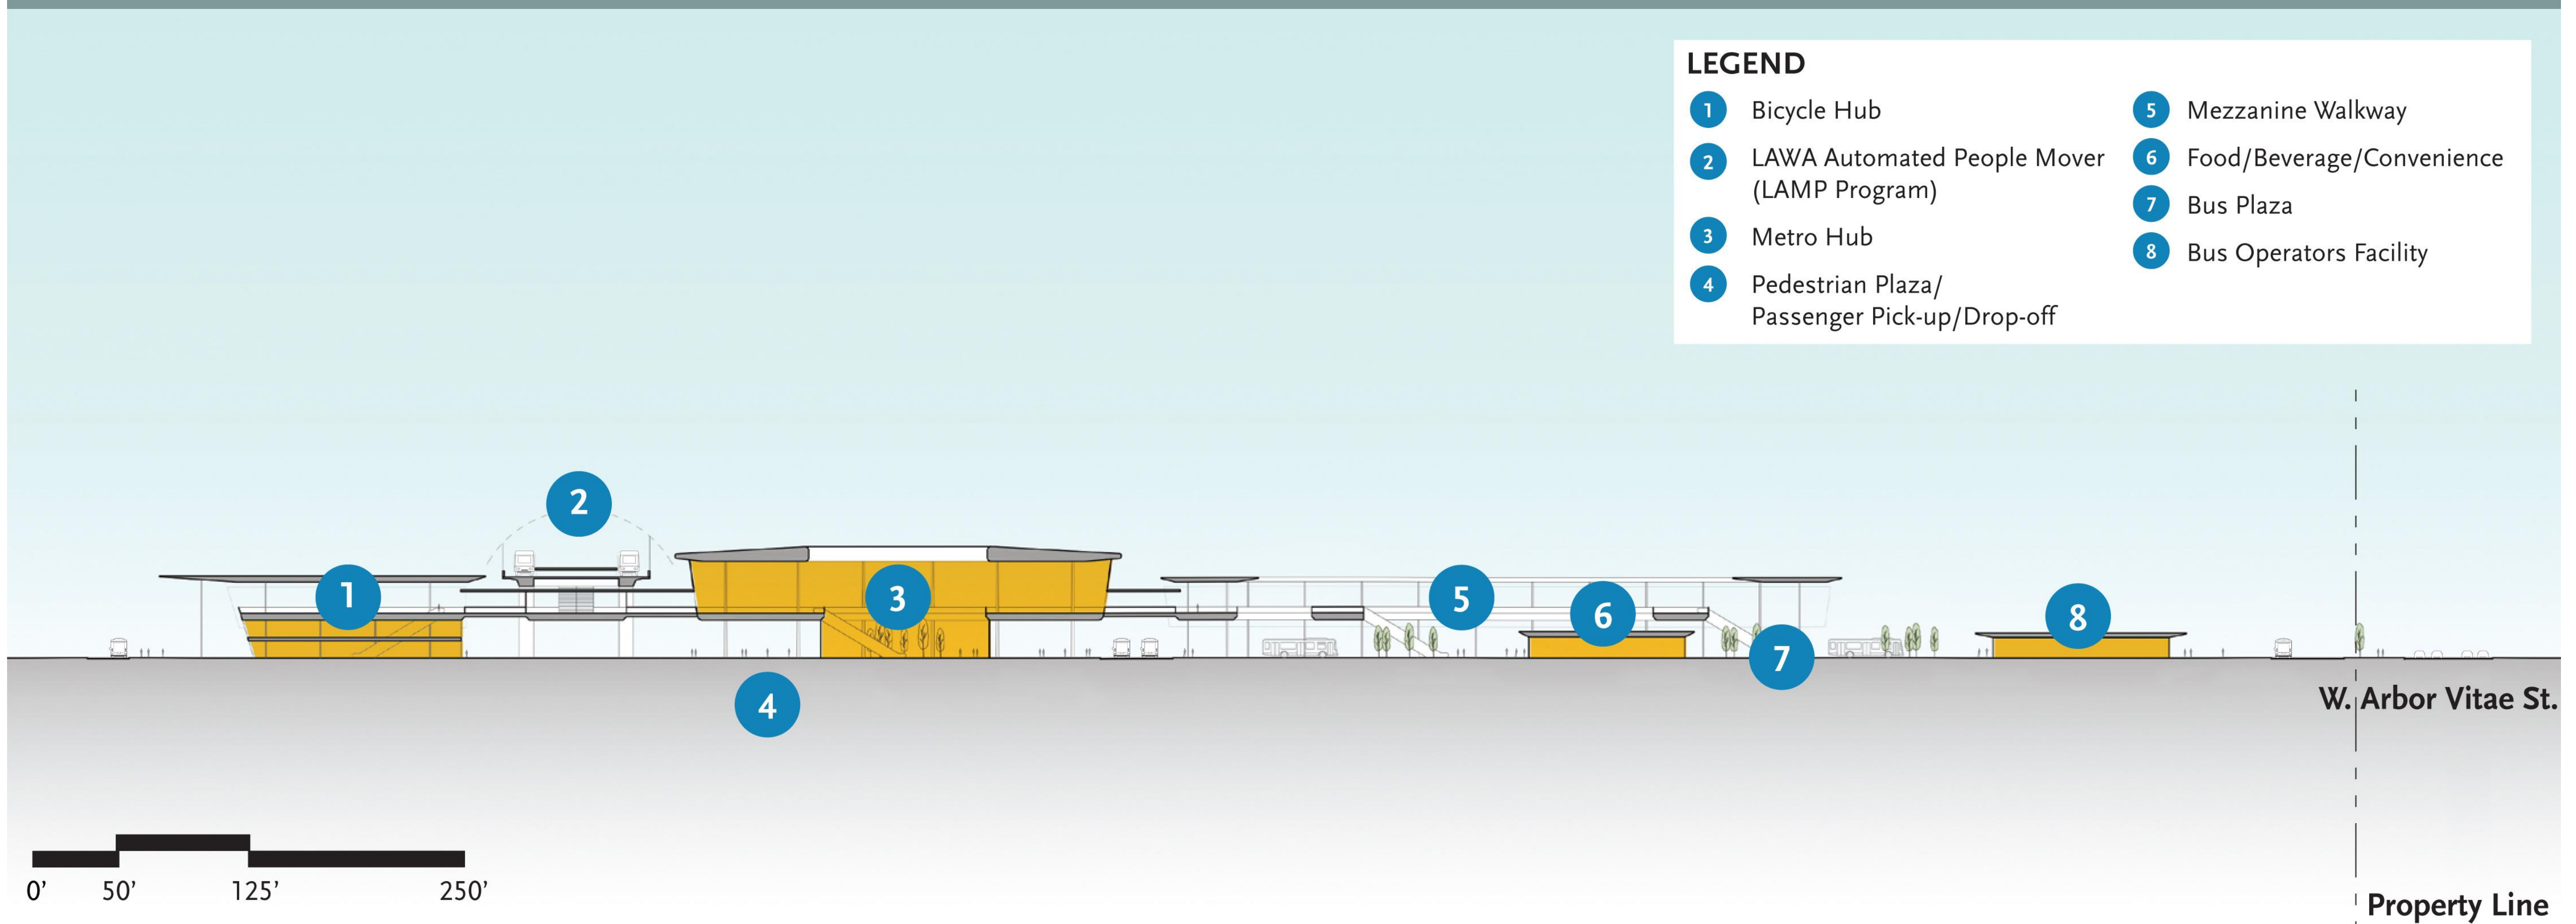 LEGEND
1 Bicycle Hub
2 LAWA Automated People Mover
(LAMP Program)
3 Metro Hub
4 Pedestrian Plaza/
Passenger Pick-up/Drop-off
5 Mezzanine Walkway
6 Food/Beverage/Convenience
7 Bus Plaza
8 Bus Operators Facility
2
1
3
5
6
8
7
4
W. Arbor Vitae St.
0’ 50’ 125’ 250’
Property Line